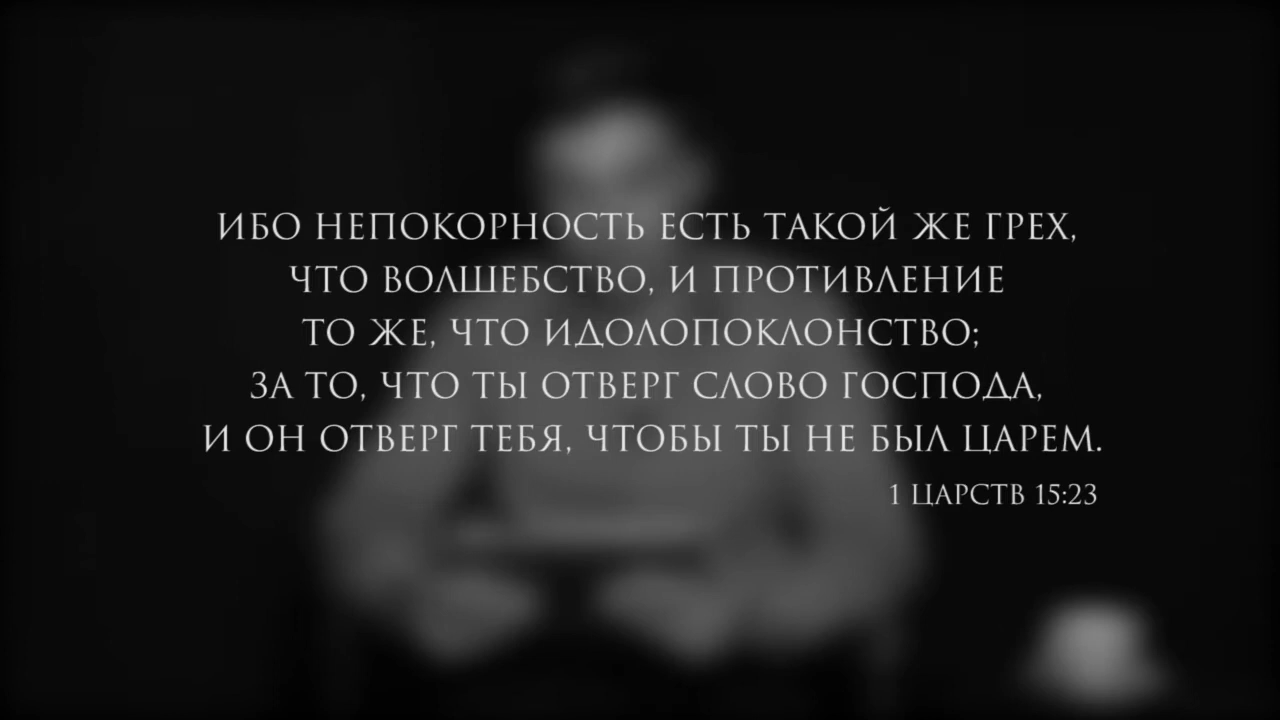 ИБО НЕПОКОРНОСТЬ ЕСТЬ ТАКОЙ ЖЕ ГРЕХ,
ЧТО ВОЛШЕБСТВО, И ПРОТИВЛЕНИЕ
ТО ЖЕ, ЧТО ИДОЛОПОКЛОНСТВО;
ЗА ТО, ЧТО ТЫ ОТВЕРГ СЛОВО ГОСПОДА,
И ОН ОТВЕРГ ТЕБЯ, ЧТОБЫ ТЫ НЕ БЫЛ ЦАРЕМ.
1 ЦАРСТВ 15:23